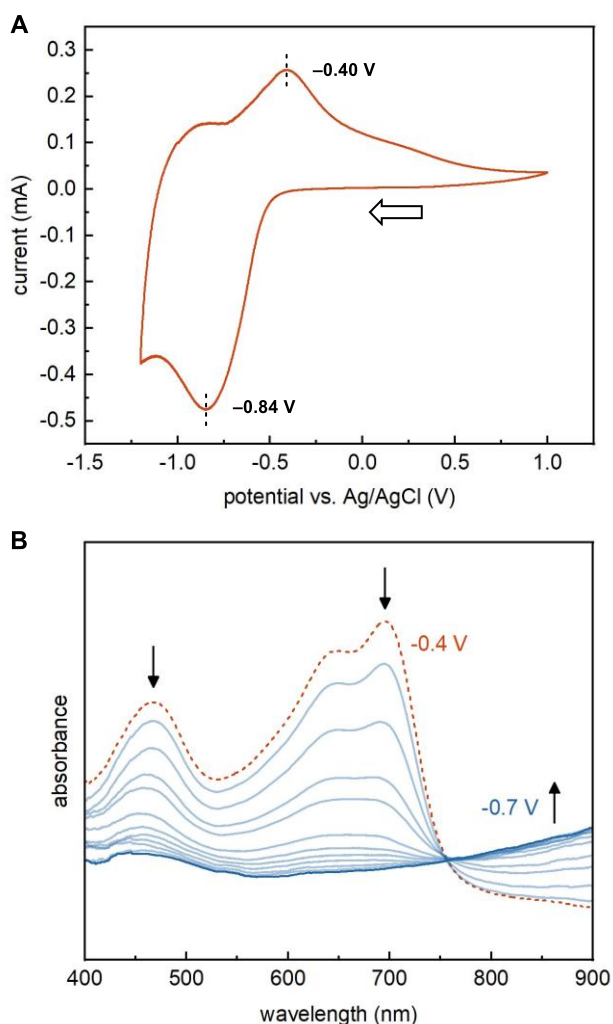 A
0.3
0.2
0.1
0.0
-0.1
-0.2
-0.3
-0.4
-0.5
current (mA)
–0.40 V
–0.84 V
-1.5 -1.0 -0.5 0.0 0.5 1.0
potential vs. Ag/AgCl (V)
B
absorbance
-0.4 V
-0.7 V
400 500 600 700 800 900
wavelength (nm)